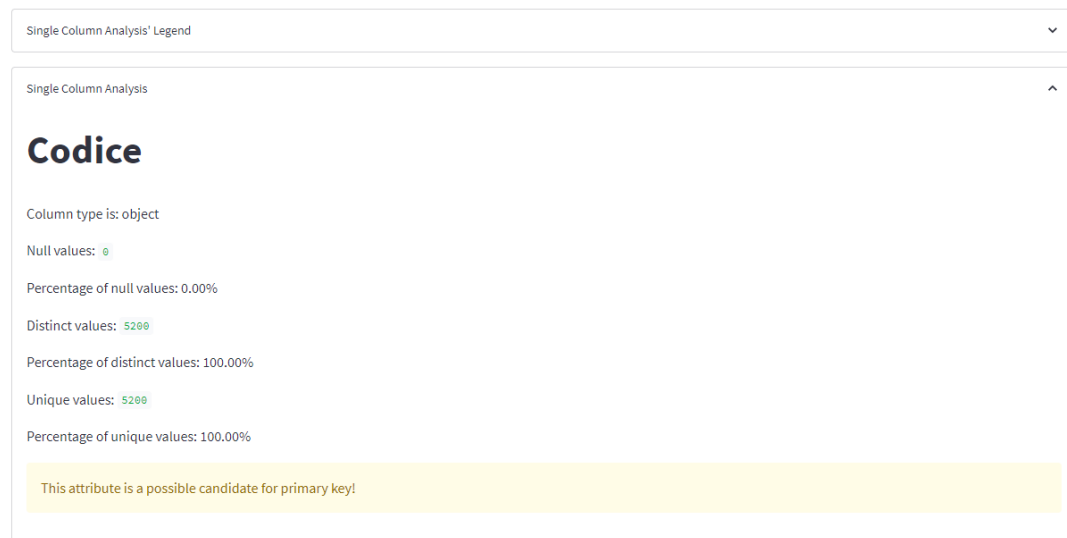 Single Column Analysis' Legend
Single Column Analysis
Codice
Column type is: object
Null values: 0
Percentage of null values: 0.00%
Distinct values: 5200
Percentage of distinct values: 100.00%
Unique values: 5200
Percentage of unique values: 100.00%
This attribute is a possible candidate for primary key!